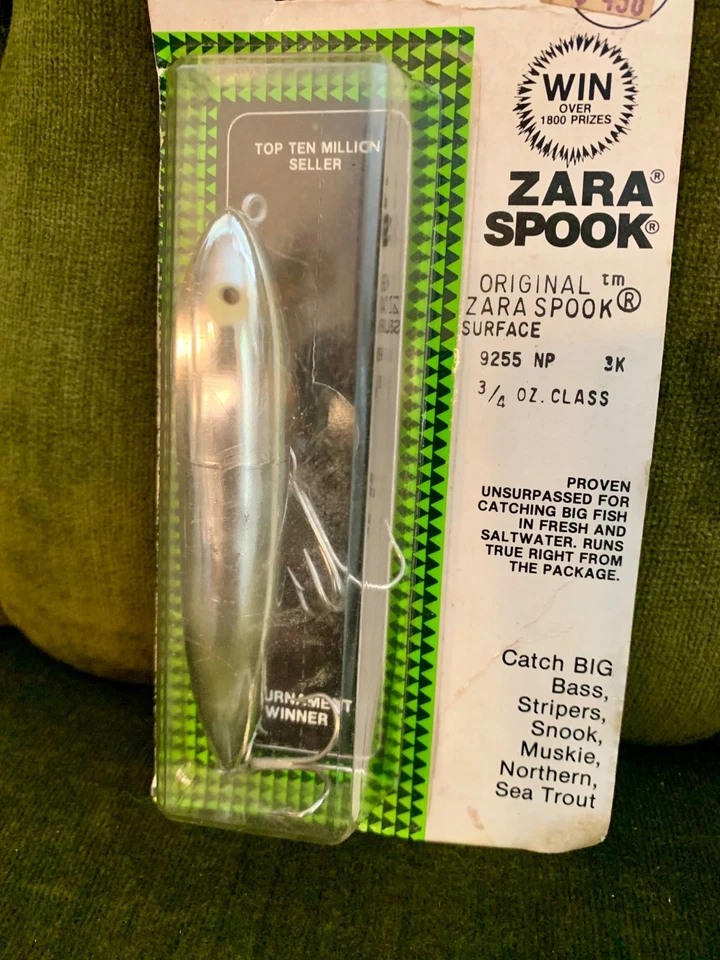 WIN
OVER
1800 PRIZES
ZARA®
SPOOK®
ORIGINAL tm
ZARA SPOOK®
SURFACE
9255 NP 3K
3/4 OZ. CLASS
PROVEN
UNSURPASSED FOR
CATCHING BIG FISH
IN FRESH AND
SALTWATER. RUNS
TRUE RIGHT FROM
THE PACKAGE.
Catch BIG
Bass,
Stripers,
Snook,
Muskie,
Northern,
Sea Trout
TOP TEN MILLION
SELLER
URNAMENT
WINNER